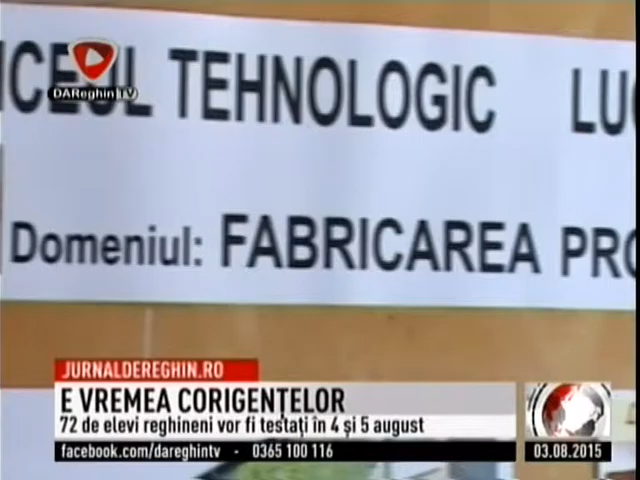 ICEUL TEHNOLOGIC LU
DAReghin TV
Domeniul: FABRICAREA PRO
JURNALDEREGHIN.RO
E VREMEA CORIGENȚELOR
72 de elevi reghineni vor fi testați în 4 și 5 august
facebook.com/dareghintv - 0365 100 116
03.08.2015